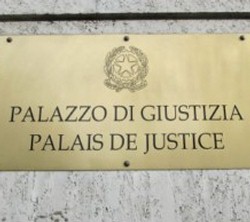 PALAZZO DI GIUSTIZIA
PALAIS DE JUSTICE